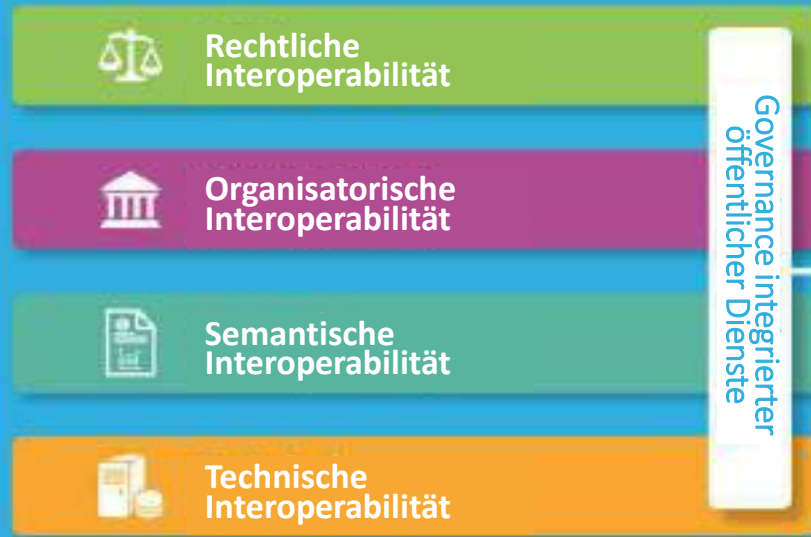 Rechtliche
Interoperabilität
Organisatorische
Interoperabilität
Semantische
Interoperabilität
Technische
Interoperabilität
Governance integrierter
öffentlicher Dienste